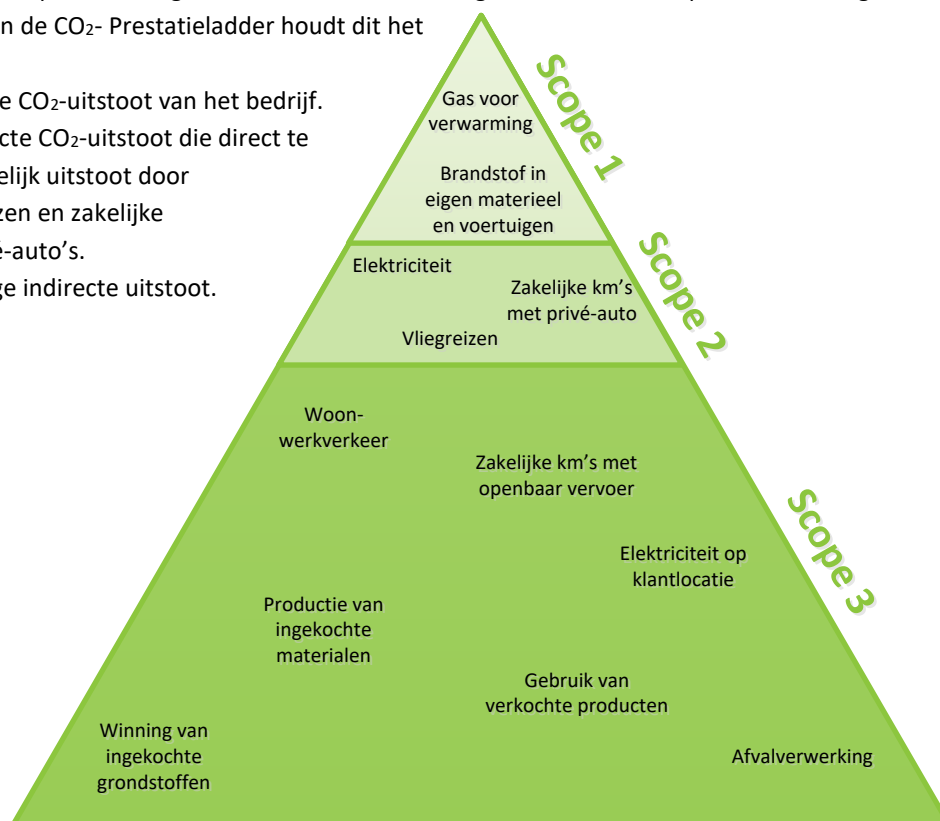 n de CO2- Prestatieladder houdt dit het
e CO2-uitstoot van het bedrijf.
cte CO2-uitstoot die direct te
elijk uitstoot door
zen en zakelijke
é-auto's.
ge indirecte uitstoot.
Scope 1
Gas voor
verwarming
Brandstof in
eigen materieel
en voertuigen
Scope 2
Elektriciteit
Zakelijke km's
met privé-auto
Vliegreizen
Scope 3
Woon-
werkverkeer
Zakelijke km's met
openbaar vervoer
Elektriciteit op
klantlocatie
Productie van
ingekochte
materialen
Gebruik van
verkochte producten
Winning van
ingekochte
grondstoffen
Afvalverwerking